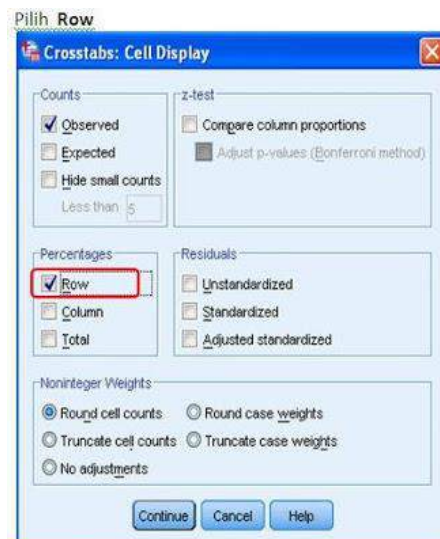 Pilih Row
Crosstabs: Cell Display
Counts
z-test
Observed
Compare column proportions
Expected
Adjust p-values (Bonferroni method)
Hide small counts
Less than 5
Percentages
Residuals
Row
Unstandardized
Column
Standardized
Total
Adjusted standardized
Noninteger Weights
Round cell counts
Round case weights
Truncate cell counts
Truncate case weights
No adjustments
Continue Cancel Help